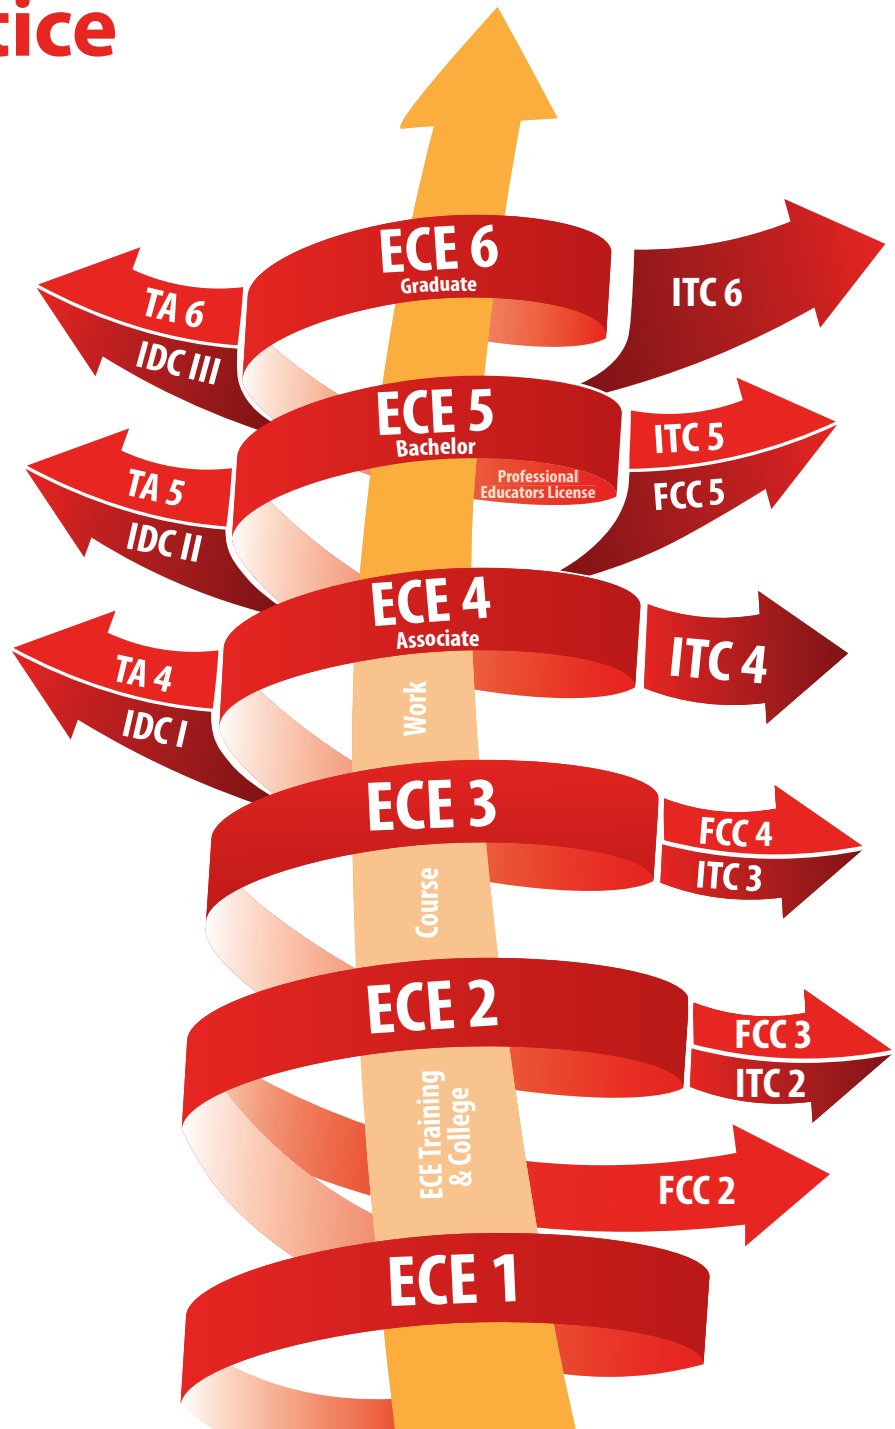 tice
ECE 6
Graduate
TA 6
IDC III
ITC 6
ECE 5
Bachelor
Professional
Educators License
TA 5
IDC II
ITC 5
FCC 5
ECE 4
Associate
TA 4
IDC I
ITC 4
Work
ECE 3
FCC 4
ITC 3
Course
ECE 2
FCC 3
ITC 2
ECE Training
& College
FCC 2
ECE 1